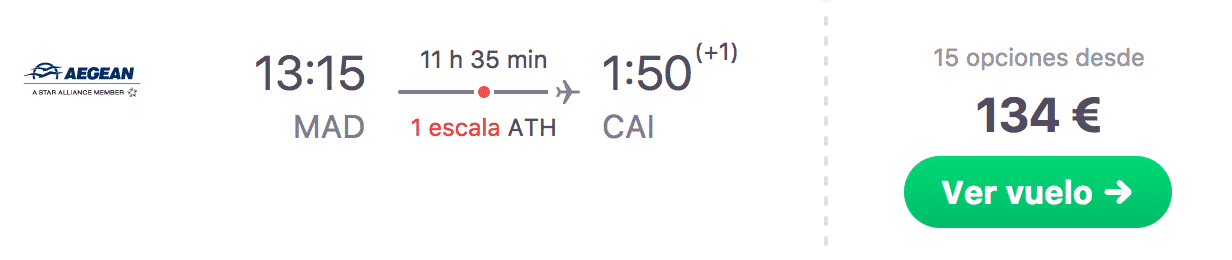 AEGEAN
A STAR ALLIANCE MEMBER
13:15
MAD
11 h 35 min
1 escala ATH
1:50(+1)
CAI
15 opciones desde
134 €
Ver vuelo →